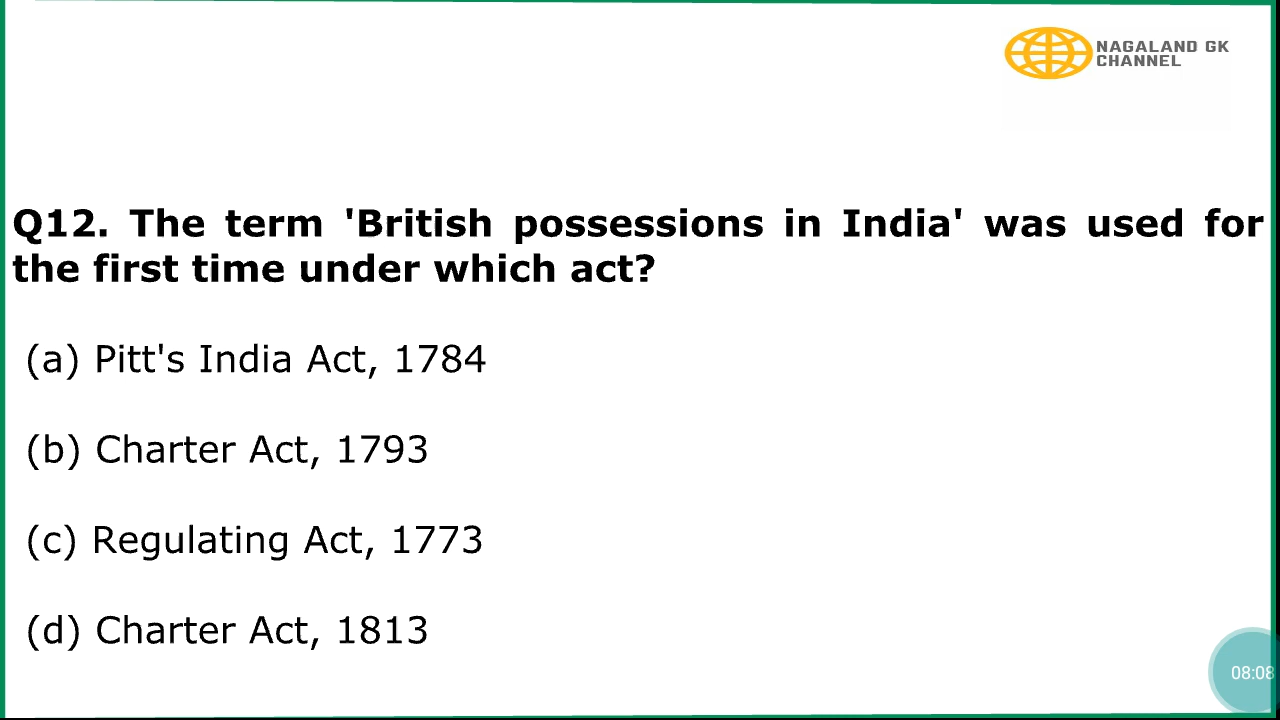 NAGALAND GK
CHANNEL
Q12. The term 'British possessions in India' was used for
the first time under which act?
(a) Pitt's India Act, 1784
(b) Charter Act, 1793
(c) Regulating Act, 1773
(d) Charter Act, 1813
08:08